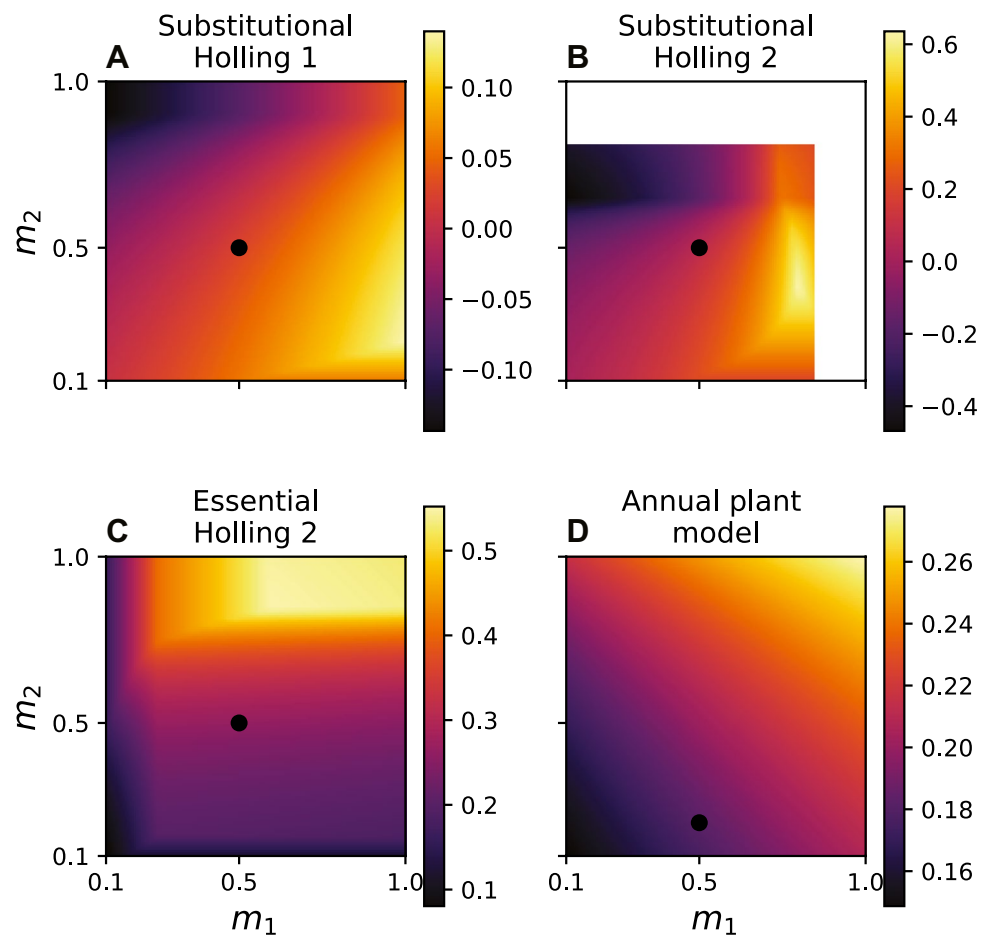 A
Substitutional
Holling 1
1.0
0.5
0.1
m2
0.10
0.05
0.00
−0.05
−0.10
B
Substitutional
Holling 2
0.6
0.4
0.2
0.0
−0.2
−0.4
C
Essential
Holling 2
1.0
0.5
0.1
m2
0.1
0.5
1.0
m1
0.5
0.4
0.3
0.2
0.1
D
Annual plant
model
0.1
0.5
1.0
m1
0.26
0.24
0.22
0.20
0.18
0.16